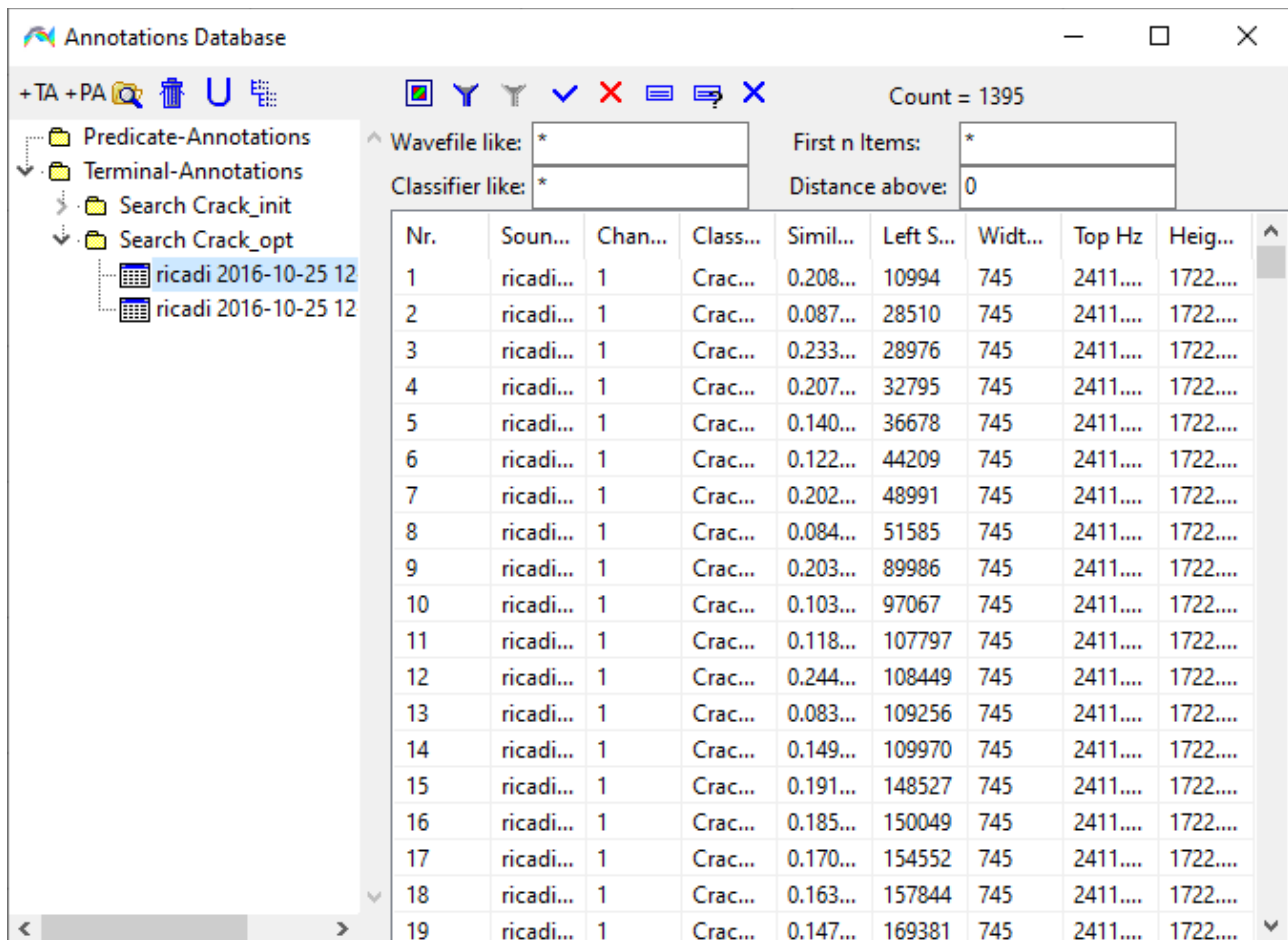 Annotations Database
+TA +PA Count = 1395
Predicate-Annotations
Terminal-Annotations
Search Crack_init
Search Crack_opt
ricadi 2016-10-25 12
ricadi 2016-10-25 12
Wavefile like: * First n Items: *
Classifier like: * Distance above: 0
Nr. Soun... Chan... Class... Simil... Left S... Widt... Top Hz Heig...
1 ricadi... 1 Crac... 0.208... 10994 745 2411.... 1722....
2 ricadi... 1 Crac... 0.087... 28510 745 2411.... 1722....
3 ricadi... 1 Crac... 0.233... 28976 745 2411.... 1722....
4 ricadi... 1 Crac... 0.207... 32795 745 2411.... 1722....
5 ricadi... 1 Crac... 0.140... 36678 745 2411.... 1722....
6 ricadi... 1 Crac... 0.122... 44209 745 2411.... 1722....
7 ricadi... 1 Crac... 0.202... 48991 745 2411.... 1722....
8 ricadi... 1 Crac... 0.084... 51585 745 2411.... 1722....
9 ricadi... 1 Crac... 0.203... 89986 745 2411.... 1722....
10 ricadi... 1 Crac... 0.103... 97067 745 2411.... 1722....
11 ricadi... 1 Crac... 0.118... 107797 745 2411.... 1722....
12 ricadi... 1 Crac... 0.244... 108449 745 2411.... 1722....
13 ricadi... 1 Crac... 0.083... 109256 745 2411.... 1722....
14 ricadi... 1 Crac... 0.149... 109970 745 2411.... 1722....
15 ricadi... 1 Crac... 0.191... 148527 745 2411.... 1722....
16 ricadi... 1 Crac... 0.185... 150049 745 2411.... 1722....
17 ricadi... 1 Crac... 0.170... 154552 745 2411.... 1722....
18 ricadi... 1 Crac... 0.163... 157844 745 2411.... 1722....
19 ricadi... 1 Crac... 0.147... 169381 745 2411.... 1722....